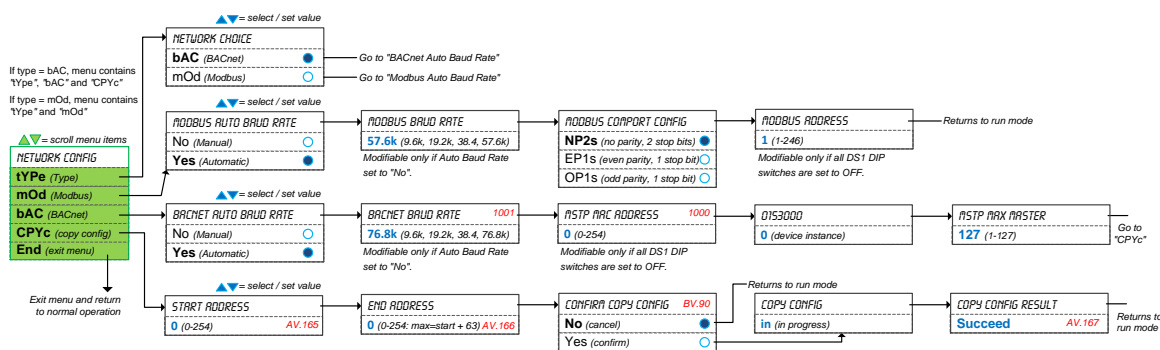 ▲▼= select / set value
NETWORK CHOICE
bAC (BACnet)
mOd (Modbus)
Go to "BACnet Auto Baud Rate"
Go to "Modbus Auto Baud Rate"
If type = bAC, menu contains
"tYpe", "bAC" and "CPYc"
If type = mOd, menu contains
"tYpe" and "mOd"
▲▼= scroll menu items
NETWORK CONFIG
tYPe (Type)
mOd (Modbus)
bAC (BACnet)
CPYc (copy config)
End (exit menu)
Exit menu and return
to normal operation
▲▼= select / set value
MODBUS AUTO BAUD RATE
No (Manual)
Yes (Automatic)
MODBUS BAUD RATE
57.6k (9.6k, 19.2k, 38.4, 57.6k)
Modifiable only if Auto Baud Rate
set to "No".
MODBUS COMPORT CONFIG
NP2s (no parity, 2 stop bits)
EP1s (even parity, 1 stop bit)
OP1s (odd parity, 1 stop bit)
MODBUS ADDRESS
1 (1-246)
Modifiable only if all DS1 DIP
switches are set to OFF.
Returns to run mode
▲▼= select / set value
BACNET AUTO BAUD RATE
No (Manual)
Yes (Automatic)
BACNET BAUD RATE 1001
76.8k (9.6k, 19.2k, 38.4, 76.8k)
Modifiable only if Auto Baud Rate
set to "No".
MSTP MAC ADDRESS 1000
0 (0-254)
Modifiable only if all DS1 DIP
switches are set to OFF.
0153000
0 (device instance)
MSTP MAX MASTER
127 (1-127)
Go to
"CPYc"
▲▼= select / set value
START ADDRESS
0 (0-254) AV.165
END ADDRESS
0 (0-254: max=start + 63) AV.166
CONFIRM COPY CONFIG BV.90
No (cancel)
Yes (confirm)
Returns to run mode
COPY CONFIG
in (in progress)
COPY CONFIG RESULT
Succeed AV.167
Returns to
run mode